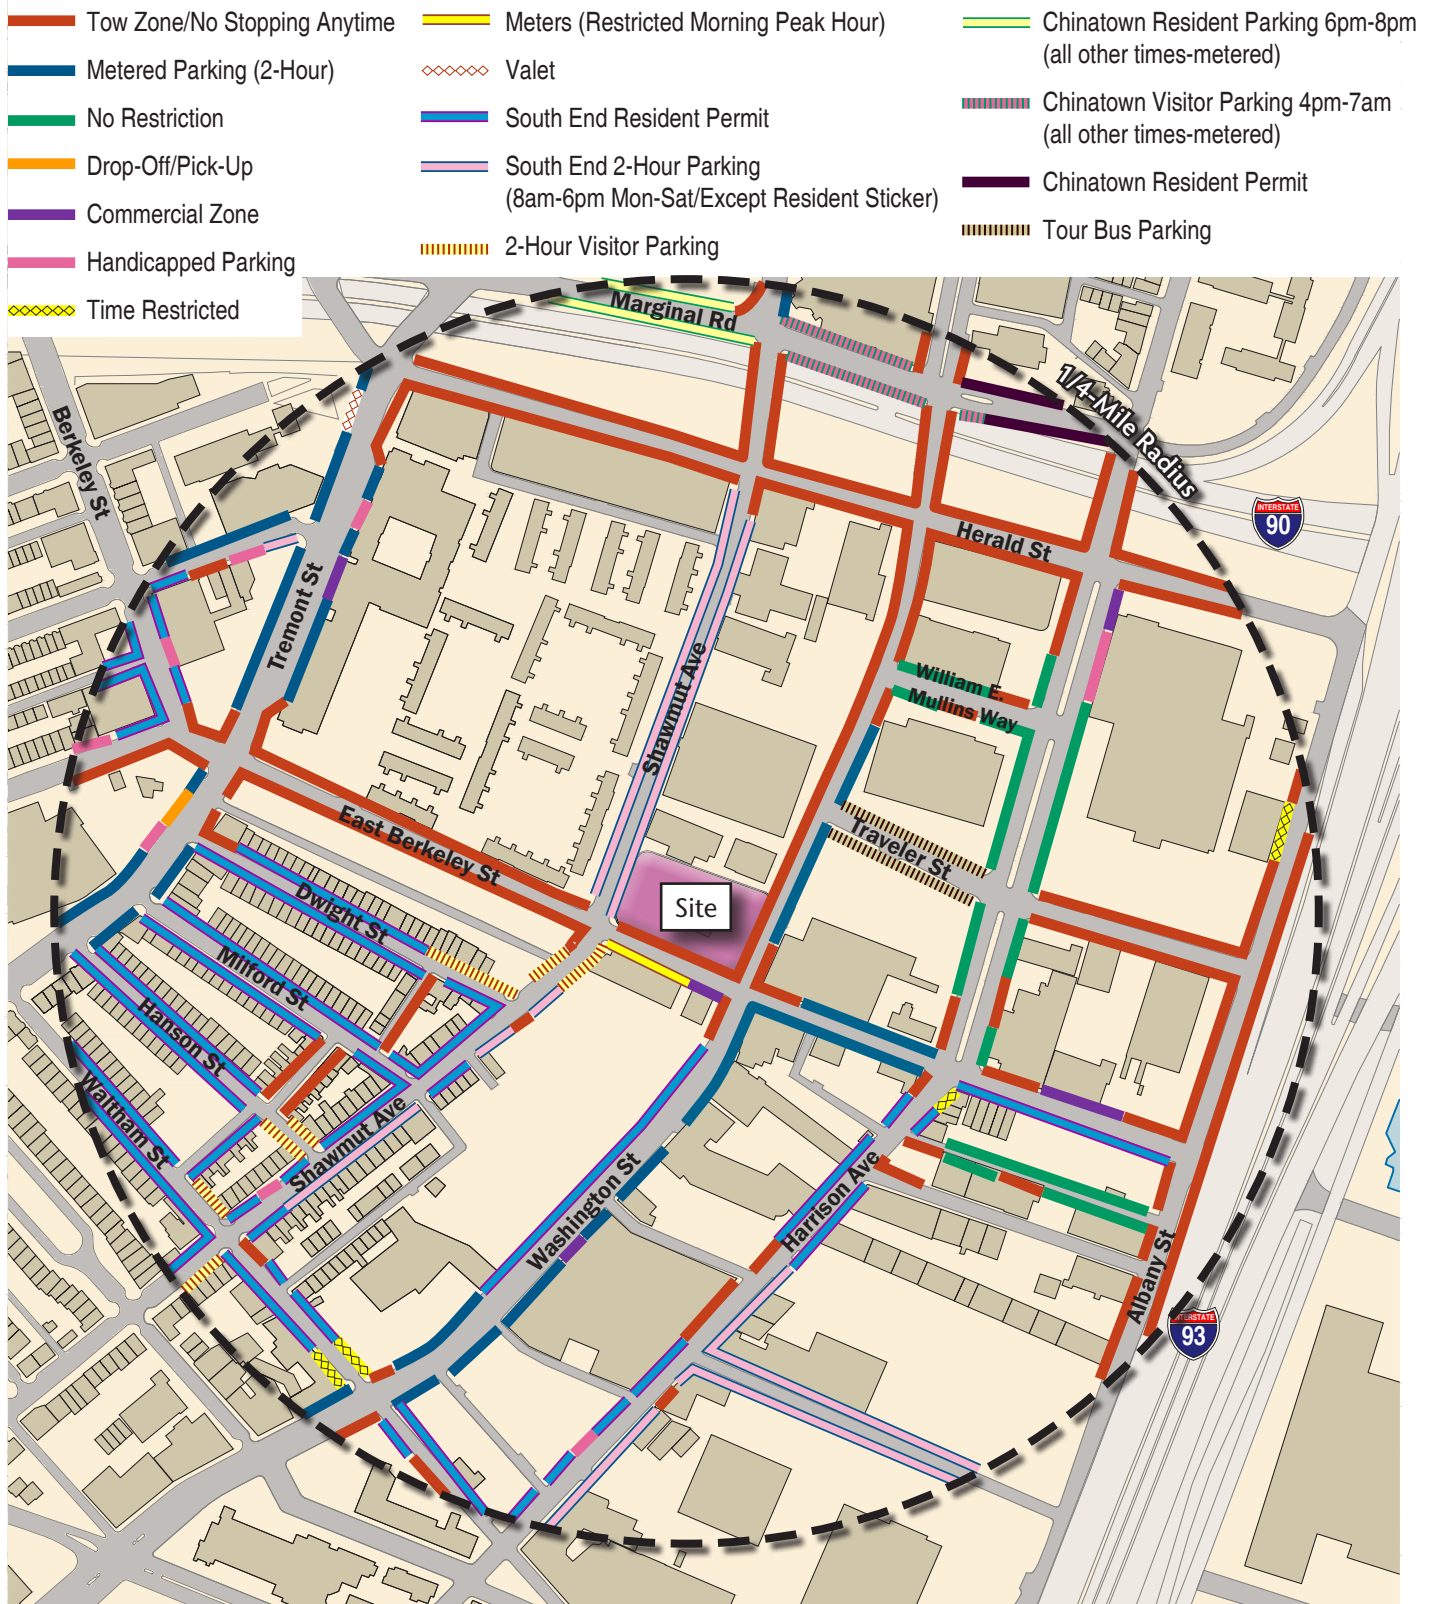 Tow Zone/No Stopping Anytime
Metered Parking (2-Hour)
No Restriction
Drop-Off/Pick-Up
Commercial Zone
Handicapped Parking
Time Restricted
Meters (Restricted Morning Peak Hour)
Valet
South End Resident Permit
South End 2-Hour Parking
(8am-6pm Mon-Sat/Except Resident Sticker)
2-Hour Visitor Parking
Chinatown Resident Parking 6pm-8pm
(all other times-metered)
Chinatown Visitor Parking 4pm-7am
(all other times-metered)
Chinatown Resident Permit
Tour Bus Parking
Marginal Rd
1/4-Mile Radius
Berkeley St
INTERSTATE
90
Herald St
Tremont St
William E.
Mullins Way
Shawmut Ave
East Berkeley St
Traveler St
Site
Dwight St
Milford St
Hanson St
Waltham St
Shawmut Ave
Washington St
Harrison Ave
Albany St
INTERSTATE
93